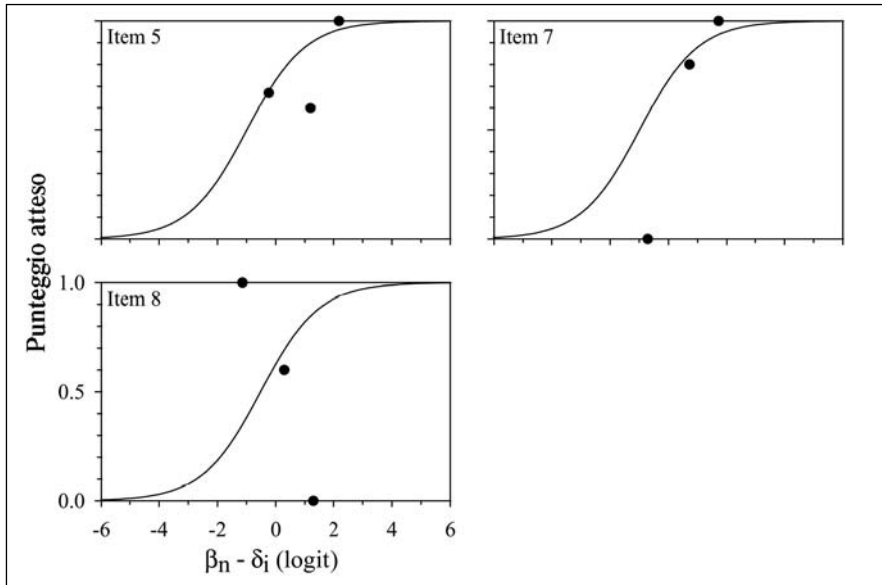 Item 5
Item 7
Item 8
Punteggio atteso
1.0
0.5
0.0
-6 -4 -2 0 2 4 6
βn - δi (logit)